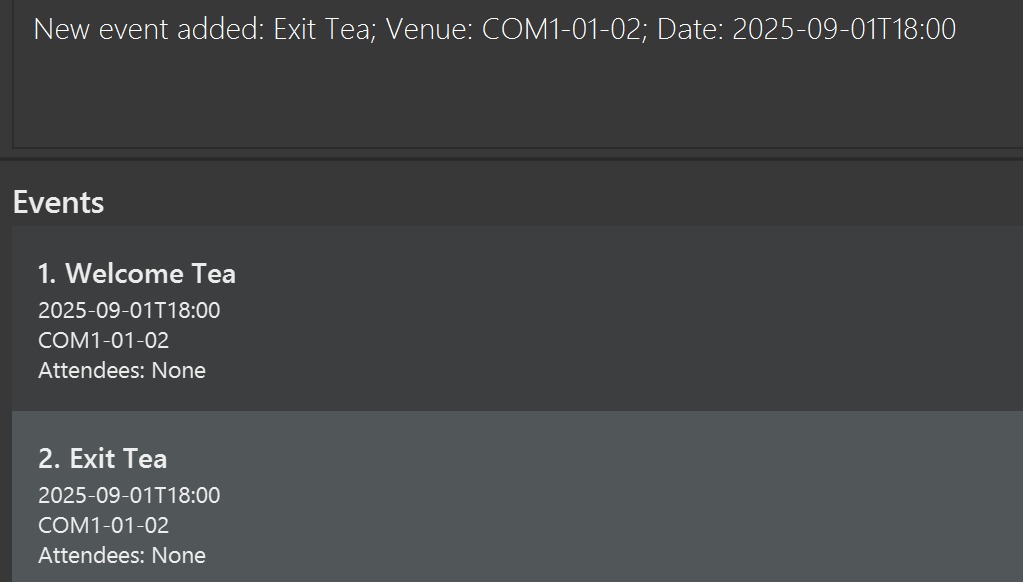 New event added: Exit Tea; Venue: COM1-01-02; Date: 2025-09-01T18:00
Events
1. Welcome Tea
2025-09-01T18:00
COM1-01-02
Attendees: None
2. Exit Tea
2025-09-01T18:00
COM1-01-02
Attendees: None